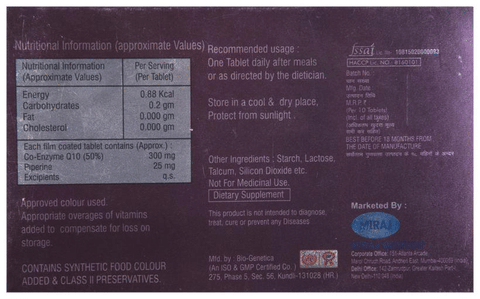 Nutritional Information (approximate Values)
Nutritional Information
(Approximate Values)
Per Serving
(Per Tablet)
Energy 0.88 Kcal
Carbohydrates 0.2 gm
Fat 0.000 gm
Cholesterol 0.000 gm
Each film coated tablet contains (Approx.)
Co-Enzyme Q10 (50%) 300 mg
Piperine 25 mg
Excipients q.s.
Approved colour used.
Appropriate overages of vitamins
added to compensate for loss on
storage.
CONTAINS SYNTHETIC FOOD COLOUR
ADDED & CLASS II PRESERVATIVES.
Recommended usage :
One Tablet daily after meals
or as directed by the dietician.
Store in a cool & dry place,
Protect from sunlight .
Other Ingredients : Starch, Lactose,
Talcum, Silicon Dioxide etc.
Not For Medicinal Use.
Dietary Supplement
This product is not intended to diagnose,
treat, cure or prevent any Diseases
Mfd. by : Bio-Genetica
(An ISO & GMP Certified Co.)
275, Phase 5, Sec. 56, Kundli-131028 (HR.)
fssai
Batch No.
Mfg. Date
M.R.P. ₹
(Per 10 Tablets)
(Incl. of all taxes)
BEST BEFORE 18 MONTHS FROM
THE DATE OF MANUFACTURE
Marketed By :
MIRAJ